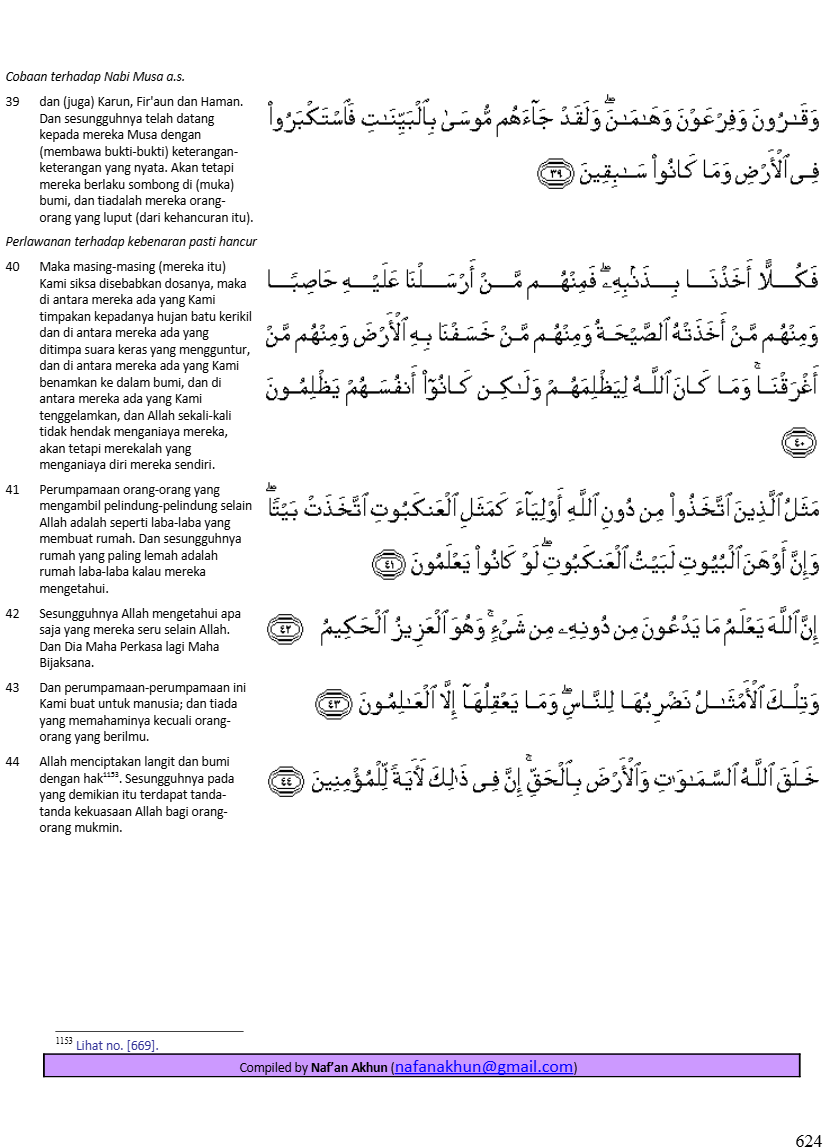 Cobaan terhadap Nabi Musa a.s.
39 dan (juga) Karun, Fir'aun dan Haman.
Dan sesungguhnya telah datang
kepada mereka Musa dengan
(membawa bukti-bukti) keterangan-
keterangan yang nyata. Akan tetapi
mereka berlaku sombong di (muka)
bumi, dan tiadalah mereka orang-
orang yang luput (dari kehancuran itu).
وَقَـٰرُونَ وَفِرْعَوْنَ وَهَـٰمَـٰنَ ۖ وَلَقَدْ جَآءَهُم مُّوسَىٰ بِٱلْبَيِّنَـٰتِ فَٱسْتَكْبَرُوا۟
فِى ٱلْأَرْضِ وَمَا كَانُوا۟ سَـٰبِقِينَ ٣٩
Perlawanan terhadap kebenaran pasti hancur
40 Maka masing-masing (mereka itu)
Kami siksa disebabkan dosanya, maka
di antara mereka ada yang Kami
timpakan kepadanya hujan batu kerikil
dan di antara mereka ada yang
ditimpa suara keras yang mengguntur,
dan di antara mereka ada yang Kami
benamkan ke dalam bumi, dan di
antara mereka ada yang Kami
tenggelamkan, dan Allah sekali-kali
tidak hendak menganiaya mereka,
akan tetapi merekalah yang
menganiaya diri mereka sendiri.
فَكُلًّا أَخَذْنَا بِذَنۢبِهِۦ ۖ فَمِنْهُم مَّنْ أَرْسَلْنَا عَلَيْهِ حَاصِبًا
وَمِنْهُم مَّنْ أَخَذَتْهُ ٱلصَّيْحَةُ وَمِنْهُم مَّنْ خَسَفْنَا بِهِ ٱلْأَرْضَ وَمِنْهُم مَّنْ
أَغْرَقْنَا ۚ وَمَا كَانَ ٱللَّهُ لِيَظْلِمَهُمْ وَلَـٰكِن كَانُوٓا۟ أَنفُسَهُمْ يَظْلِمُونَ
٤٠
41 Perumpamaan orang-orang yang
mengambil pelindung-pelindung selain
Allah adalah seperti laba-laba yang
membuat rumah. Dan sesungguhnya
rumah yang paling lemah adalah
rumah laba-laba kalau mereka
mengetahui.
مَثَلُ ٱلَّذِينَ ٱتَّخَذُوا۟ مِن دُونِ ٱللَّهِ أَوْلِيَآءَ كَمَثَلِ ٱلْعَنكَبُوتِ ٱتَّخَذَتْ بَيْتًا ۖ
وَإِنَّ أَوْهَنَ ٱلْبُيُوتِ لَبَيْتُ ٱلْعَنكَبُوتِ ۖ لَوْ كَانُوا۟ يَعْلَمُونَ ٤١
42 Sesungguhnya Allah mengetahui apa
saja yang mereka seru selain Allah.
Dan Dia Maha Perkasa lagi Maha
Bijaksana.
إِنَّ ٱللَّهَ يَعْلَمُ مَا يَدْعُونَ مِن دُونِهِۦ مِن شَىْءٍ ۚ وَهُوَ ٱلْعَزِيزُ ٱلْحَكِيمُ ٤٢
43 Dan perumpamaan-perumpamaan ini
Kami buat untuk manusia; dan tiada
yang memahaminya kecuali orang-
orang yang berilmu.
وَتِلْكَ ٱلْأَمْثَـٰلُ نَضْرِبُهَا لِلنَّاسِ ۖ وَمَا يَعْقِلُهَآ إِلَّا ٱلْعَـٰلِمُونَ ٤٣
44 Allah menciptakan langit dan bumi
dengan hak¹¹⁵³. Sesungguhnya pada
yang demikian itu terdapat tanda-
tanda kekuasaan Allah bagi orang-
orang mukmin.
خَلَقَ ٱللَّهُ ٱلسَّمَـٰوَٰتِ وَٱلْأَرْضَ بِٱلْحَقِّ ۚ إِنَّ فِى ذَٰلِكَ لَـَٔايَةً لِّلْمُؤْمِنِينَ ٤٤
¹¹⁵³ Lihat no. [669].
Compiled by Naf’an Akhun (nafanakhun@gmail.com)
624